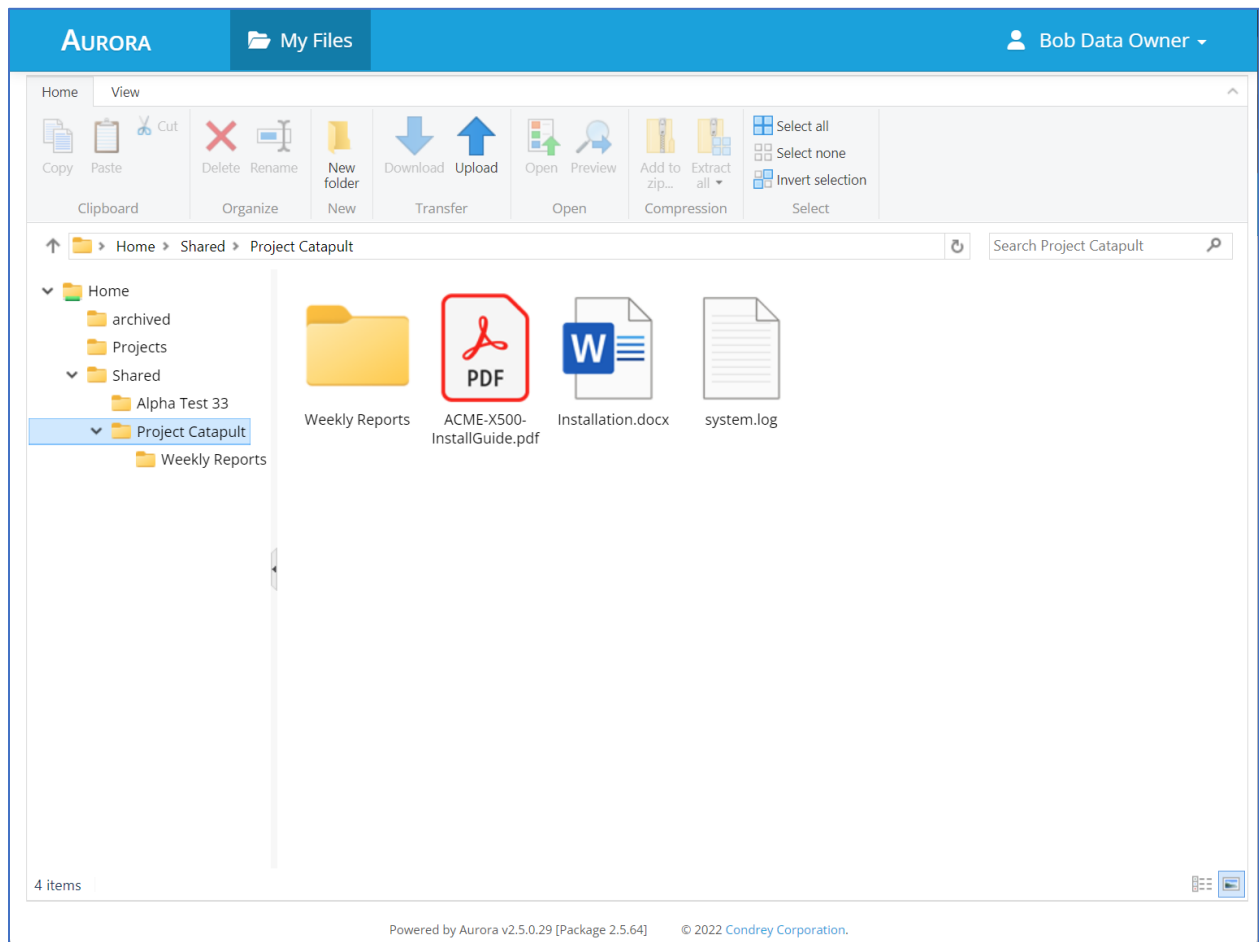 AURORA
My Files
Bob Data Owner
Home View
Copy
Paste
Cut
Clipboard
Delete
Rename
Organize
New
folder
New
Download
Upload
Transfer
Open
Preview
Open
Add to
zip...
Extract
all
Compression
Select all
Select none
Invert selection
Select
Home Shared Project Catapult
Search Project Catapult
Home
archived
Projects
Shared
Alpha Test 33
Project Catapult
Weekly Reports
Weekly Reports
PDF
ACME-X500-
InstallGuide.pdf
W
Installation.docx
system.log
4 items
Powered by Aurora v2.5.0.29 [Package 2.5.64] © 2022 Condrey Corporation.